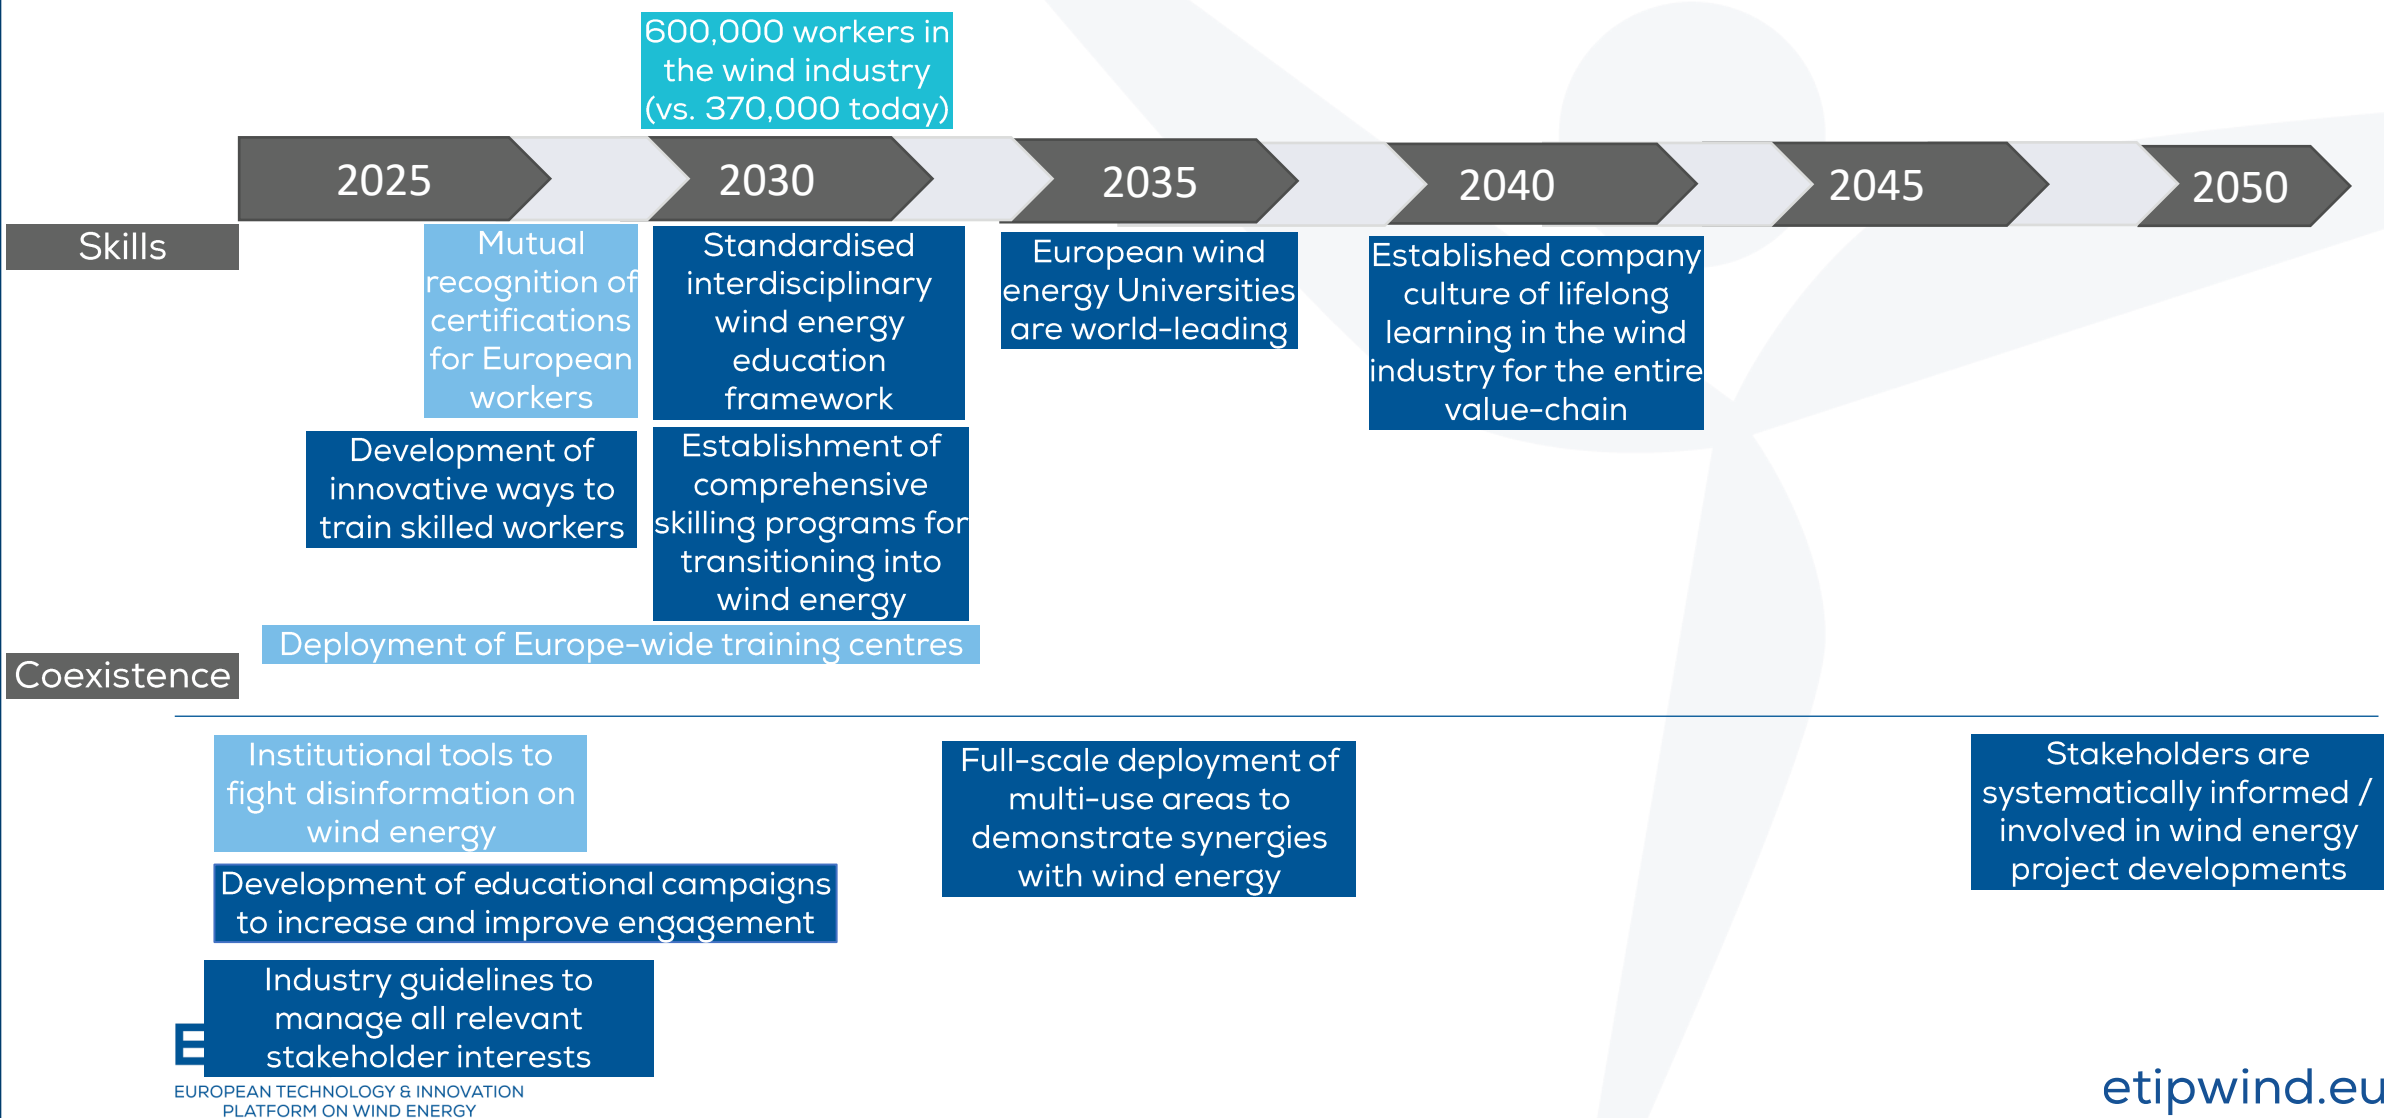 600,000 workers in
the wind industry
(vs. 370,000 today)
2025
2030
2035
2040
2045
2050
Skills
Mutual
recognition of
certifications
for European
workers
Standardised
interdisciplinary
wind energy
education
framework
European wind
energy Universities
are world-leading
Established company
culture of lifelong
learning in the wind
industry for the entire
value-chain
Development of
innovative ways to
train skilled workers
Establishment of
comprehensive
skilling programs for
transitioning into
wind energy
Deployment of Europe-wide training centres
Coexistence
Institutional tools to
fight disinformation on
wind energy
Full-scale deployment of
multi-use areas to
demonstrate synergies
with wind energy
Stakeholders are
systematically informed /
involved in wind energy
project developments
Development of educational campaigns
to increase and improve engagement
Industry guidelines to
manage all relevant
stakeholder interests
E
EUROPEAN TECHNOLOGY & INNOVATION
PLATFORM ON WIND ENERGY
etipwind.eu